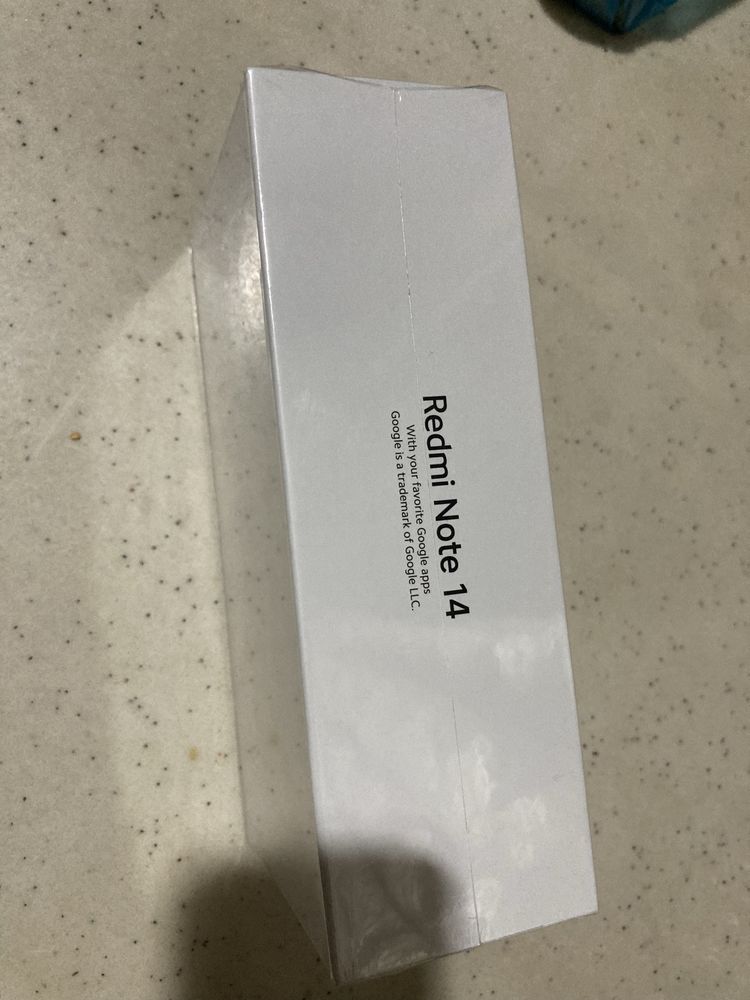 Redmi Note 14
With your favorite Google apps
Google is a trademark of Google LLC.